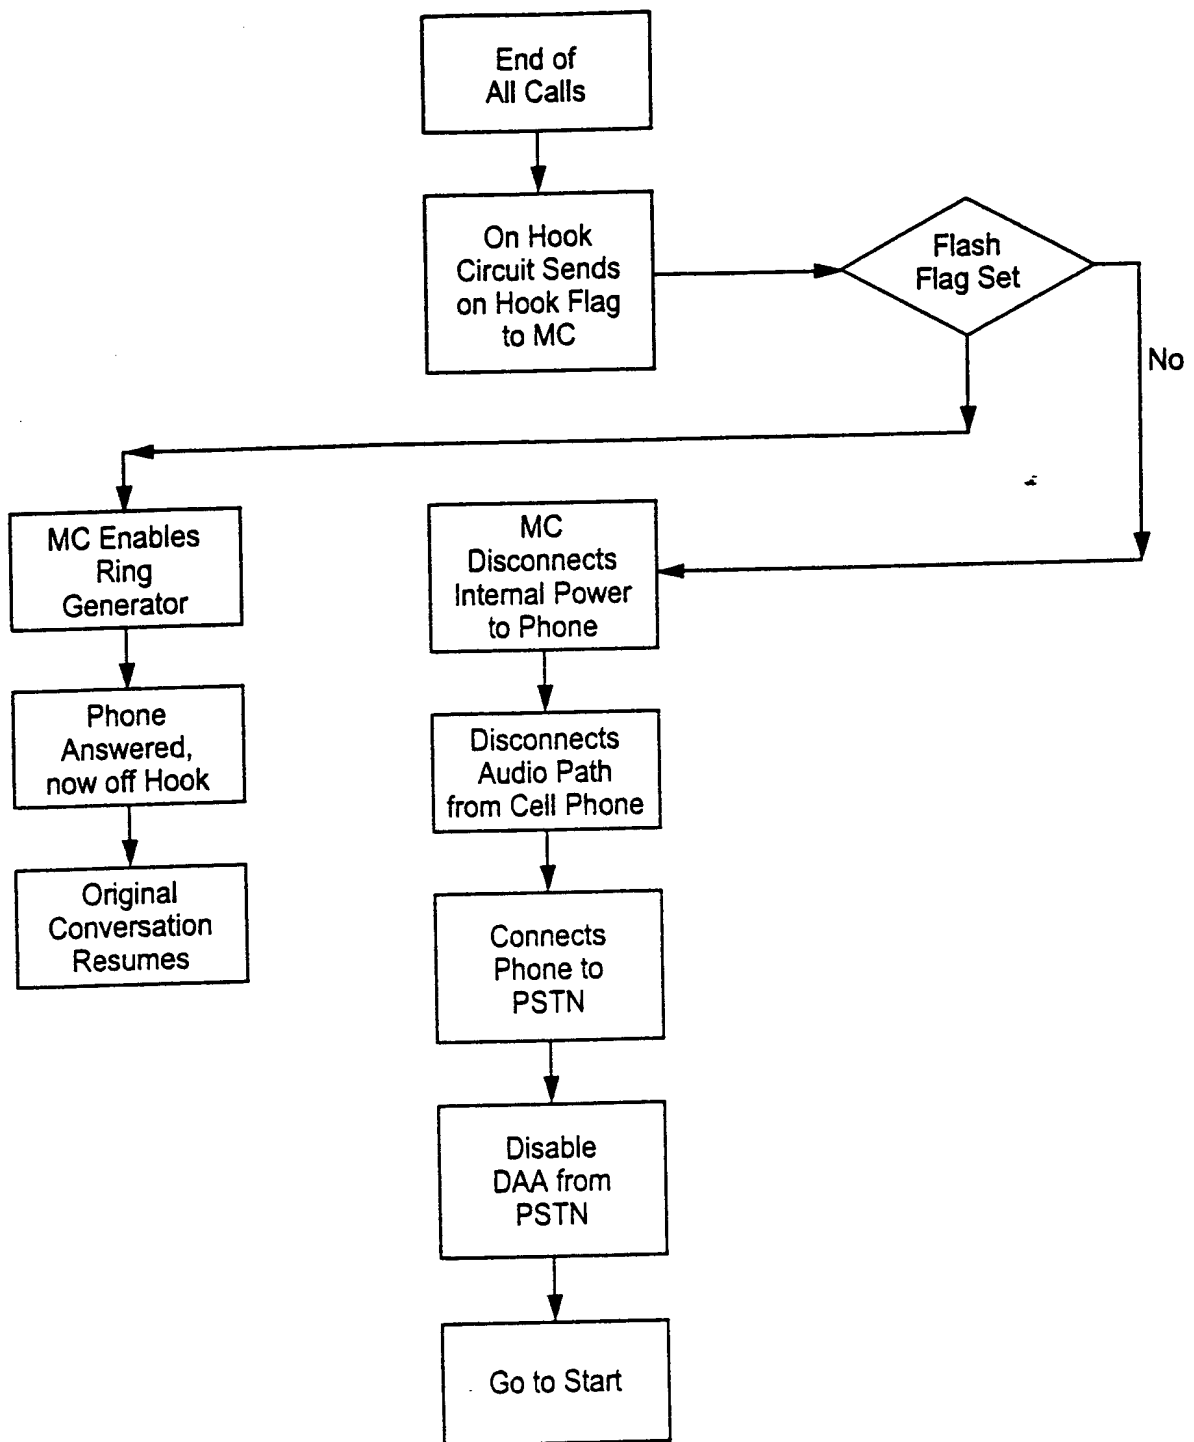 End of
All Calls
On Hook
Circuit Sends
on Hook Flag
to MC
Flash
Flag Set
No
MC Enables
Ring
Generator
Phone
Answered,
now off Hook
Original
Conversation
Resumes
MC
Disconnects
Internal Power
to Phone
Disconnects
Audio Path
from Cell Phone
Connects
Phone to
PSTN
Disable
DAA from
PSTN
Go to Start